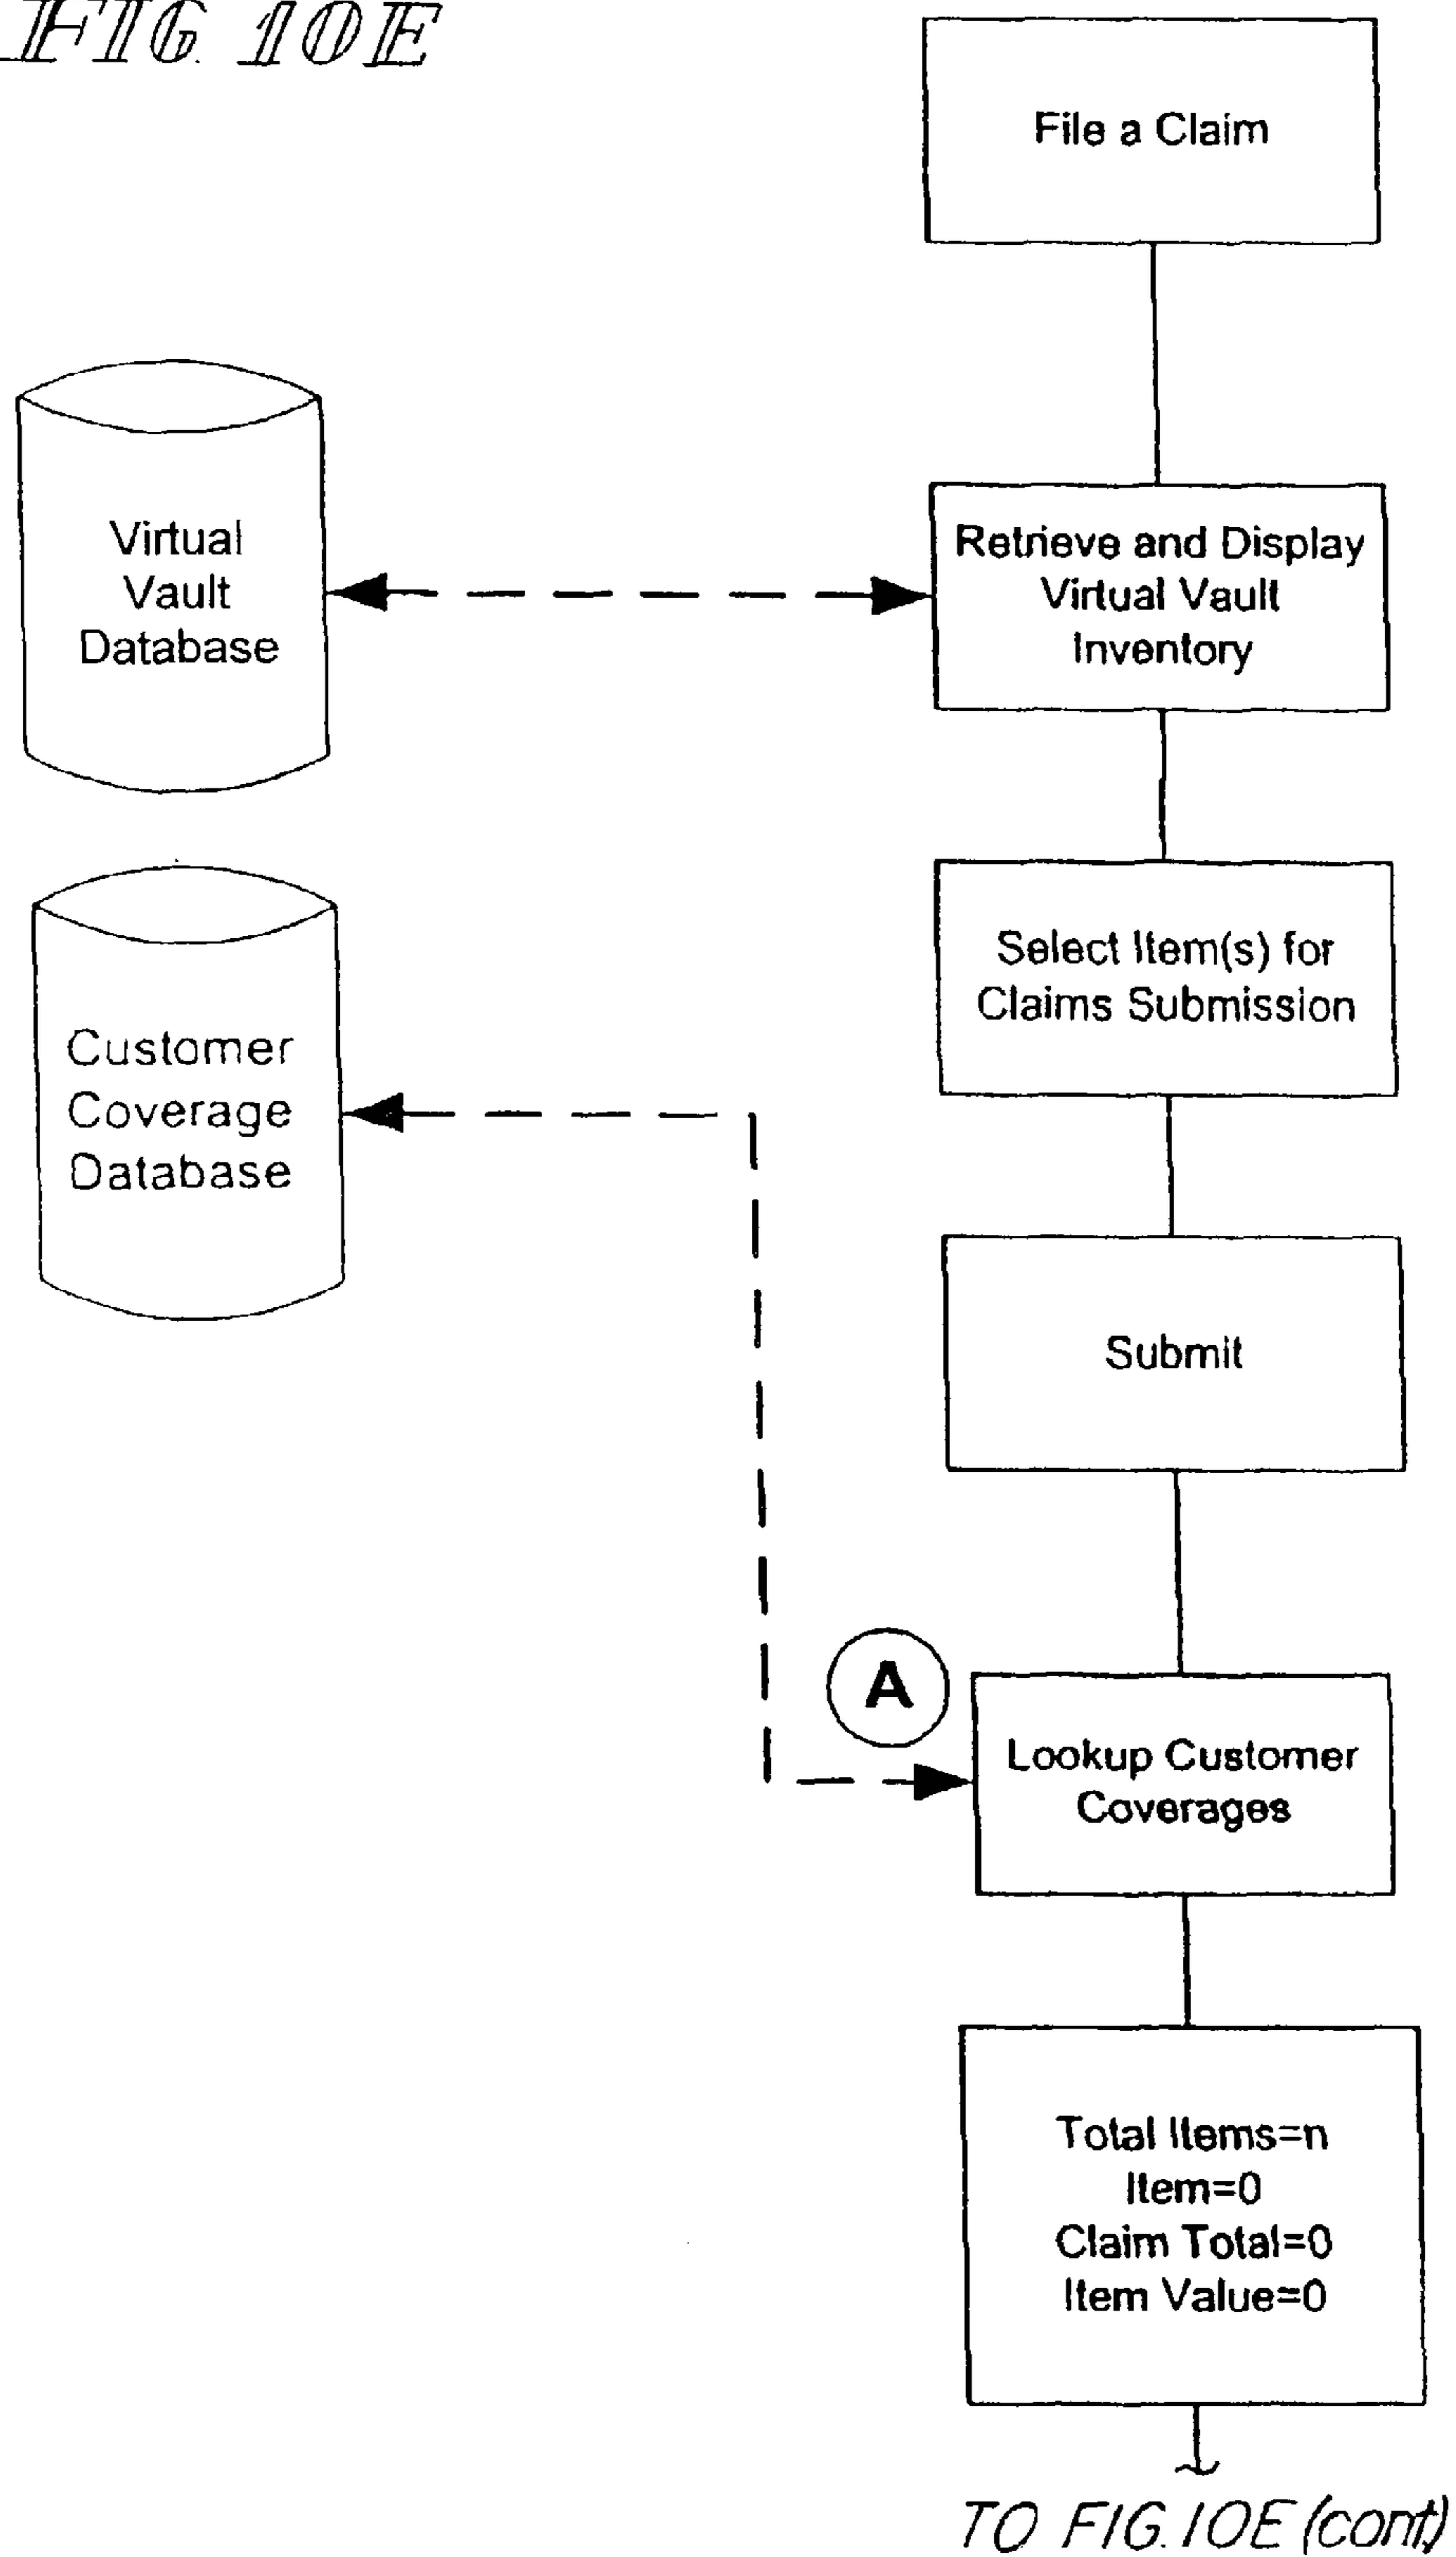 FIG. 10E
File a Claim
Virtual
Vault
Database
Retrieve and Display
Virtual Vault
Inventory
Select Item(s) for
Claims Submission
Customer
Coverage
Database
Submit
A
Lookup Customer
Coverages
Total Items=n
Item=0
Claim Total=0
Item Value=0
TO FIG. 10E (cont)